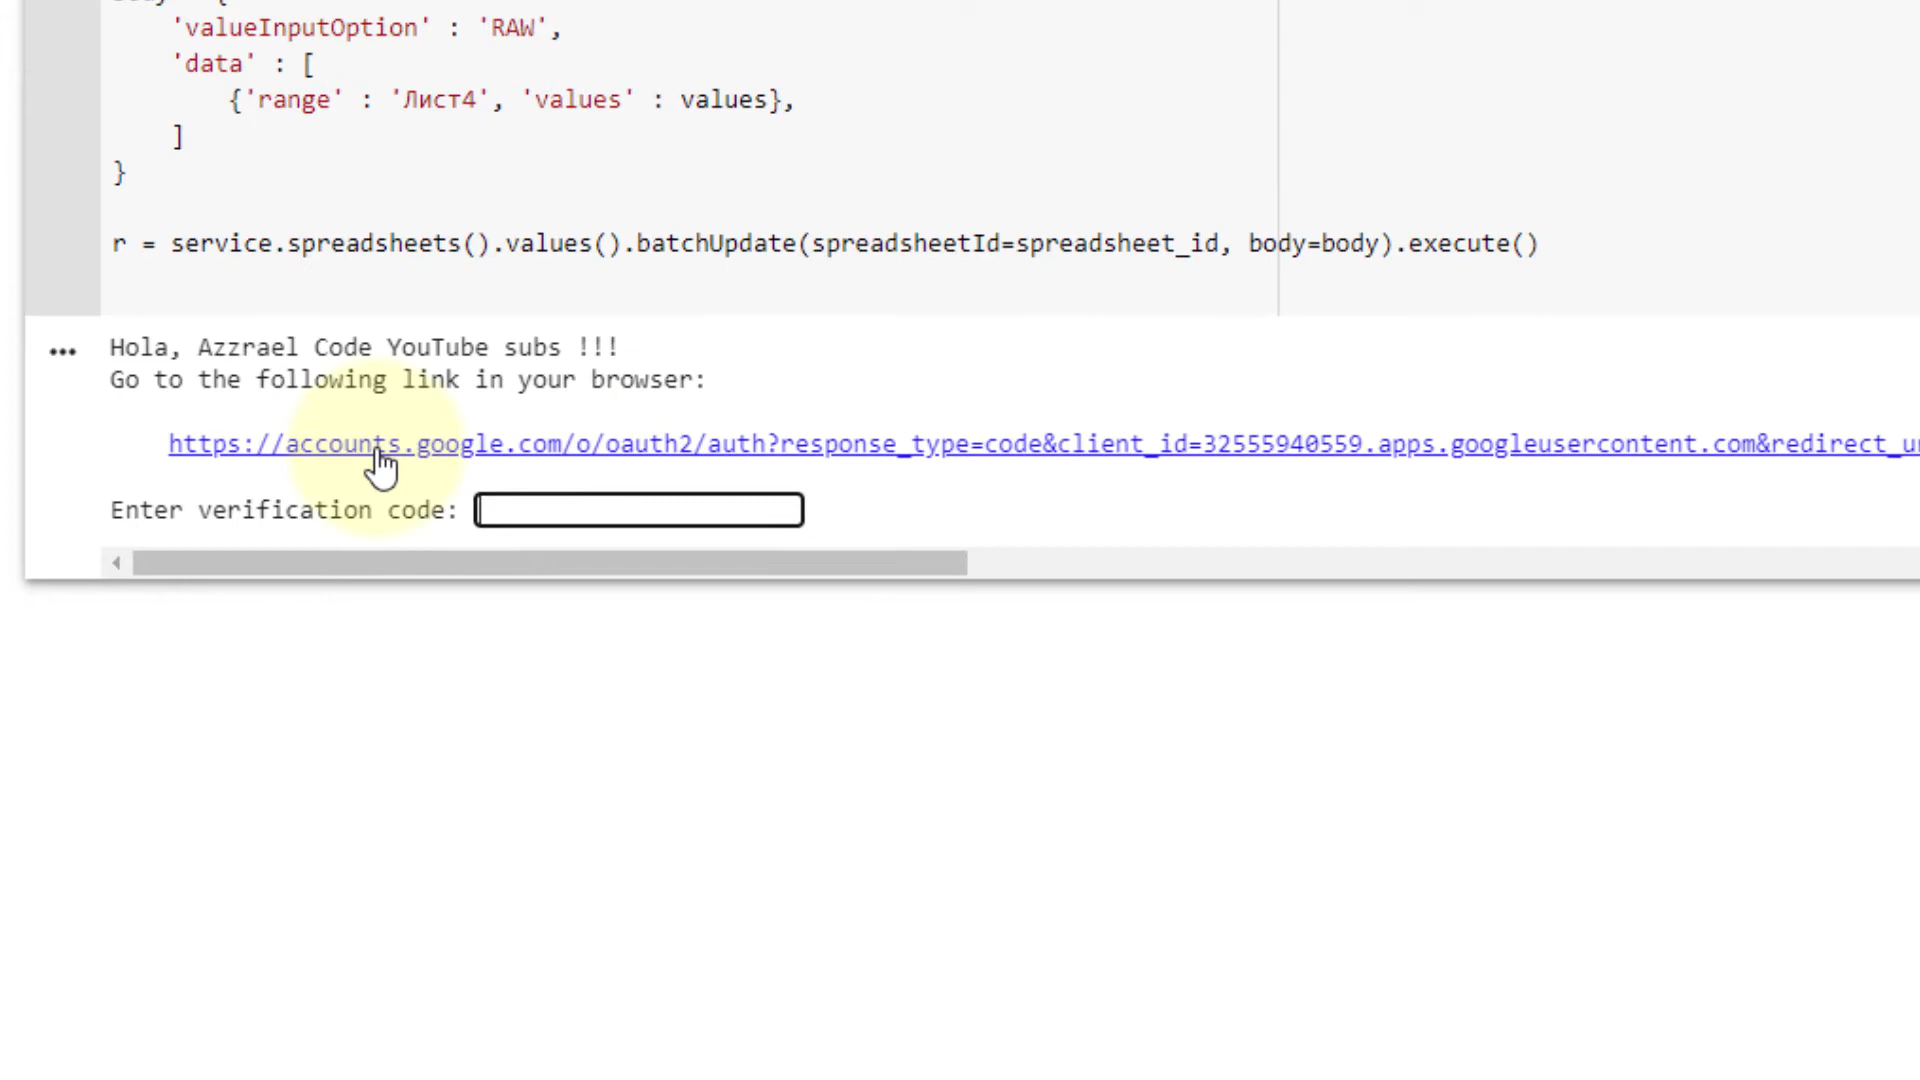 'valueInputOption' : 'RAW',
'data' : [
{'range' : 'Лист4', 'values' : values},
]
}
r = service.spreadsheets().values().batchUpdate(spreadsheetId=spreadsheet_id, body=body).execute()
Hola, Azzrael Code YouTube subs !!!
Go to the following link in your browser:
https://accounts.google.com/o/oauth2/auth?response_type=code&client_id=32555940559.apps.googleusercontent.com&redirect_u
Enter verification code: